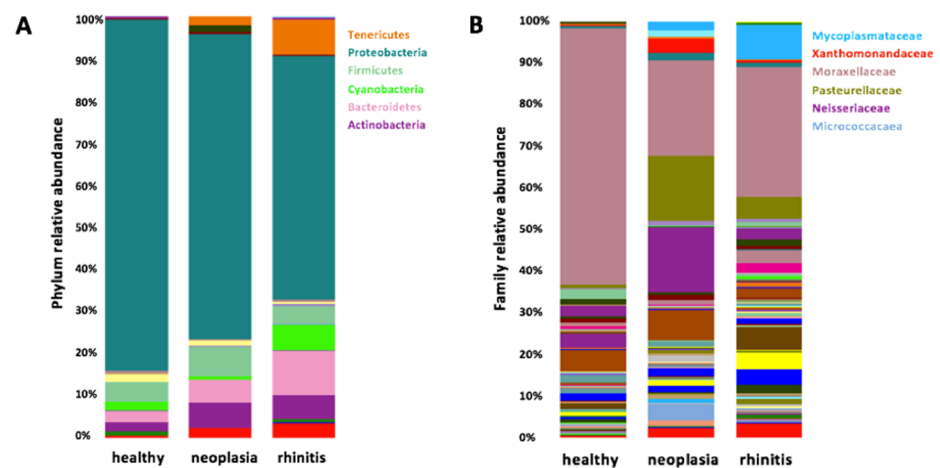 A
Phylum relative abundance
100%
90%
80%
70%
60%
50%
40%
30%
20%
10%
0%
healthy neoplasia rhinitis
Tenericutes
Proteobacteria
Firmicutes
Cyanobacteria
Bacteroidetes
Actinobacteria
B
Family relative abundance
100%
90%
80%
70%
60%
50%
40%
30%
20%
10%
0%
healthy neoplasia rhinitis
Mycoplasmataceae
Xanthomonandaceae
Moraxellaceae
Pasteurellaceae
Neisseriaceae
Micrococcacaea